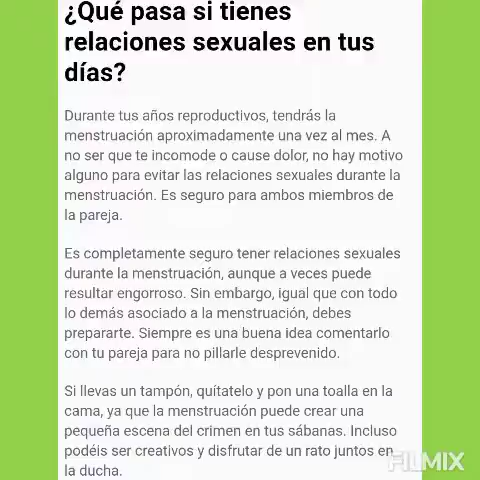 ¿Qué pasa si tienes
relaciones sexuales en tus
días?
Durante tus años reproductivos, tendrás la
menstruación aproximadamente una vez al mes. A
no ser que te incomode o cause dolor, no hay motivo
alguno para evitar las relaciones sexuales durante la
menstruación. Es seguro para ambos miembros de
la pareja.
Es completamente seguro tener relaciones sexuales
durante la menstruación, aunque a veces puede
resultar engorroso. Sin embargo, igual que con todo
lo demás asociado a la menstruación, debes
prepararte. Siempre es una buena idea comentarlo
con tu pareja para no pillarle desprevenido.
Si llevas un tampón, quítatelo y pon una toalla en la
cama, ya que la menstruación puede crear una
pequeña escena del crimen en tus sábanas. Incluso
podéis ser creativos y disfrutar de un rato juntos en
la ducha.
FILMIX